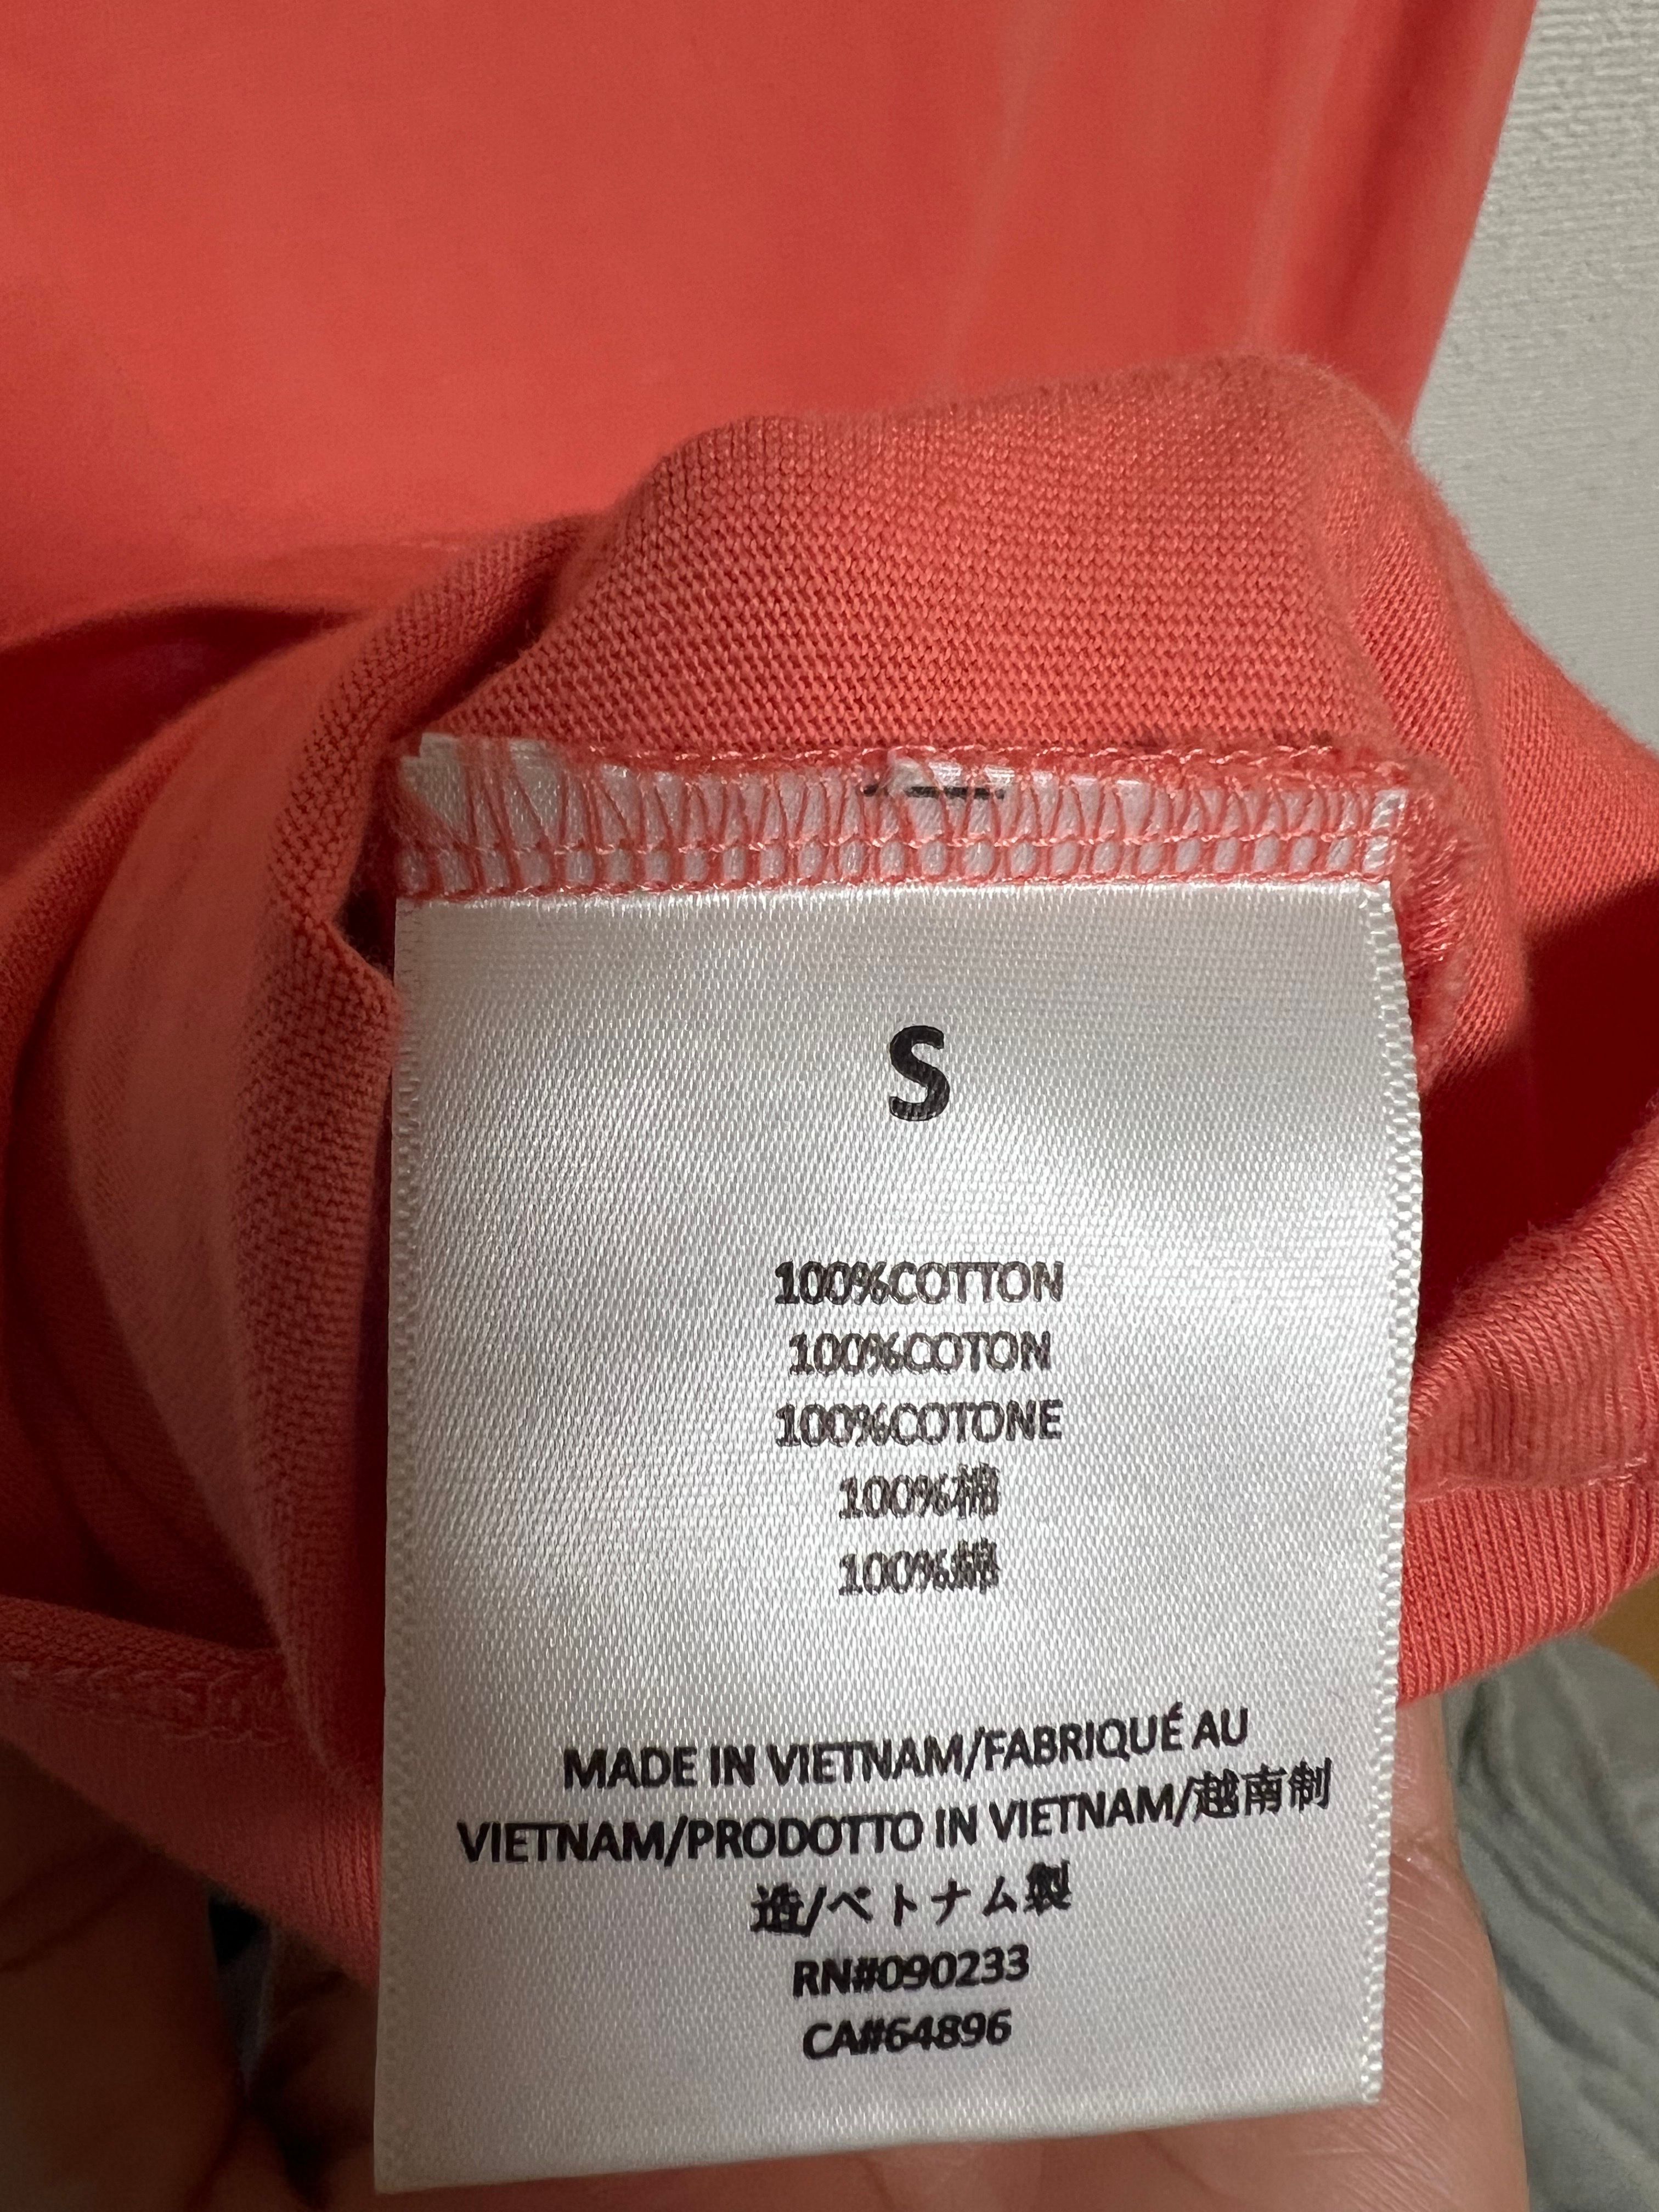 S
100%COTTON
100%COTON
100%COTONE
100%棉
100%綿
MADE IN VIETNAM/FABRIQUÉ AU
VIETNAM/PRODOTTO IN VIETNAM/越南制
造/ベトナム製
RN#090233
CA#64896